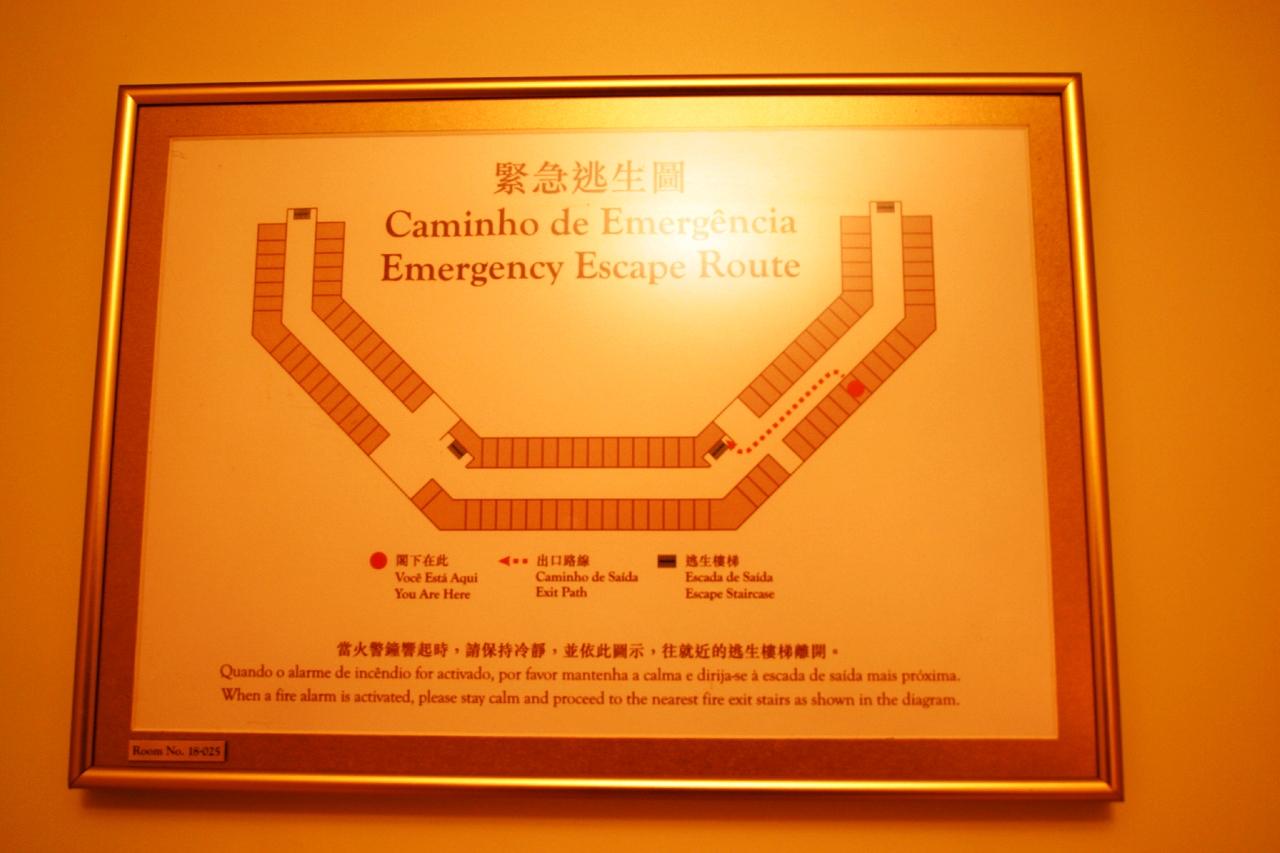 緊急逃生圖
Caminho de Emergência
Emergency Escape Route
閣下在此
Você Está Aqui
You Are Here
出口路線
Caminho de Saída
Exit Path
逃生樓梯
Escada de Saída
Escape Staircase
當火警鐘響起時，請保持冷靜，並依此圖示，往就近的逃生樓梯離開。
Quando o alarme de incêndio for activado, por favor mantenha a calma e dirija-se à escada de saída mais próxima.
When a fire alarm is activated, please stay calm and proceed to the nearest fire exit stairs as shown in the diagram.
Room No. 18-025